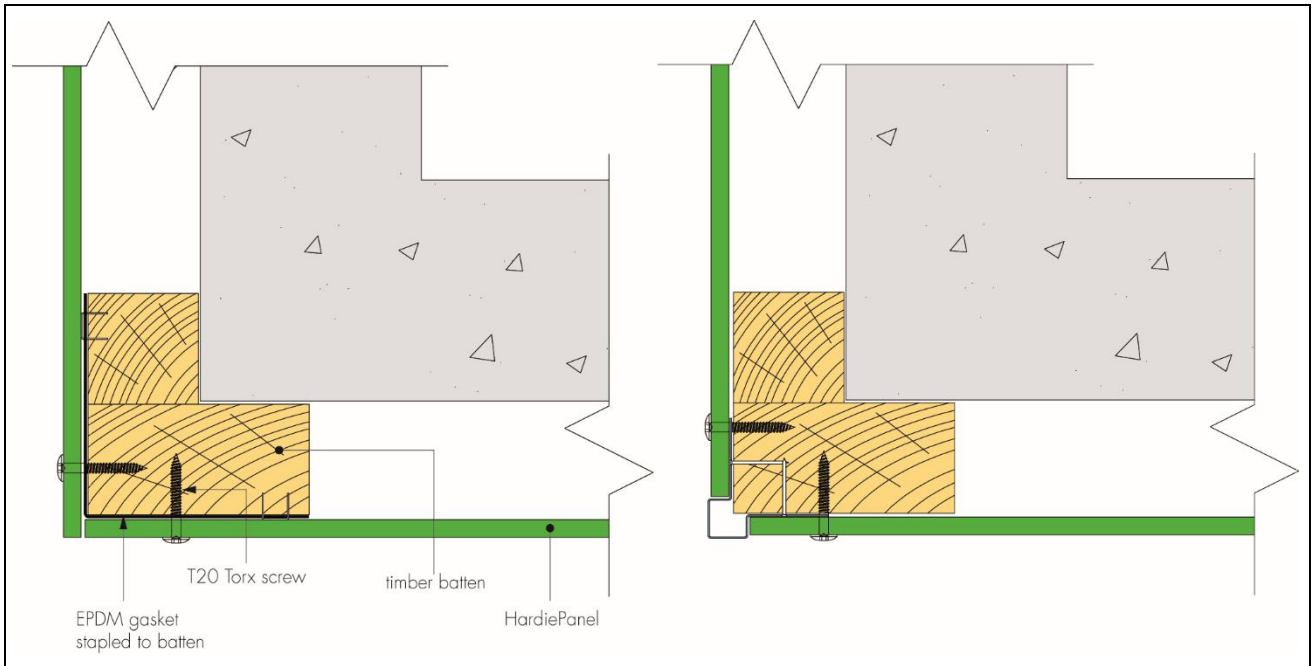 T20 Torx screw
timber batten
EPDM gasket
stapled to batten
HardiePanel